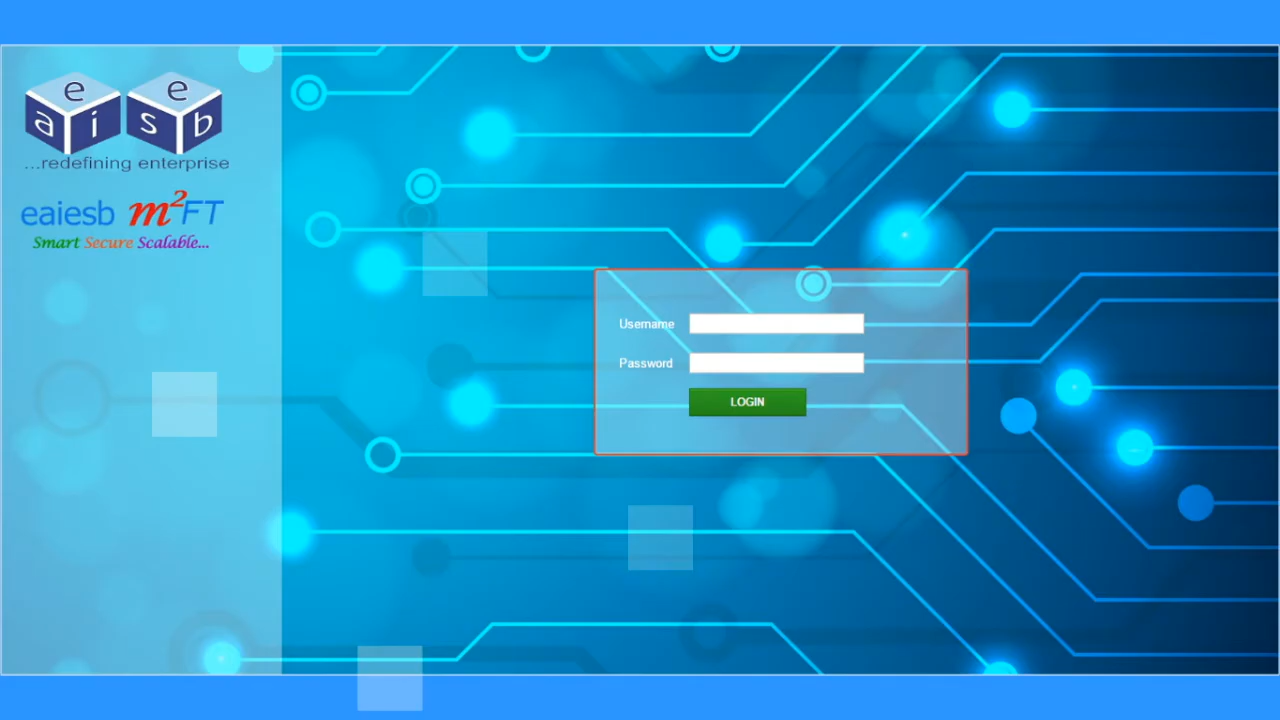 e e
a i s b
...redefining enterprise
eaiesb m²FT
Smart Secure Scalable...
Username
Password
LOGIN